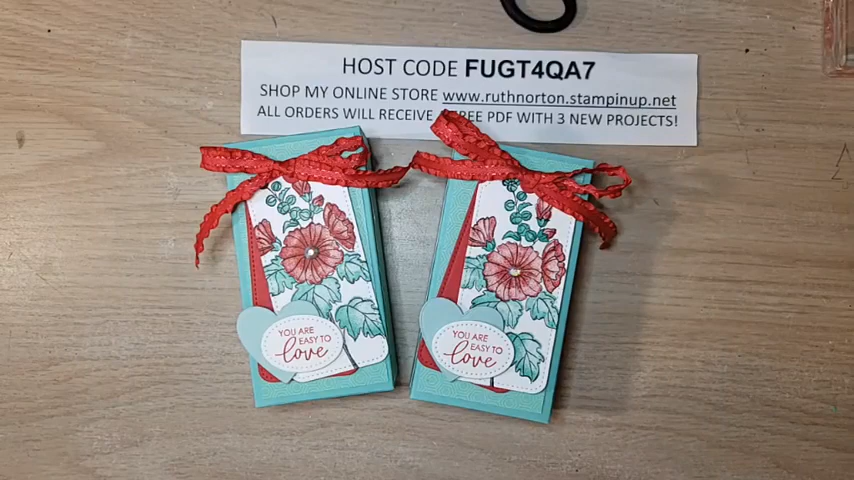 HOST CODE FUGT4QA7
SHOP MY ONLINE STORE www.ruthnorton.stampinup.net
ALL ORDERS WILL RECEIVE FREE PDF WITH 3 NEW PROJECTS!
YOU ARE
EASY TO
love
YOU ARE
EASY TO
love